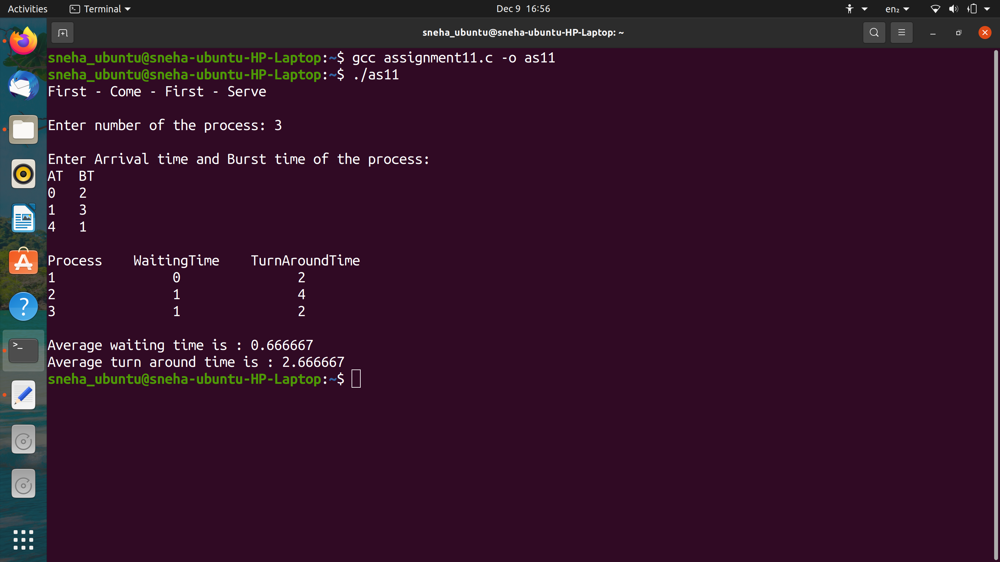 Activities Terminal Dec 9 16:56 en₂
sneha_ubuntu@sneha-ubuntu-HP-Laptop: ~
sneha_ubuntu@sneha-ubuntu-HP-Laptop:~$ gcc assignment11.c -o as11
sneha_ubuntu@sneha-ubuntu-HP-Laptop:~$ ./as11
First - Come - First - Serve
Enter number of the process: 3
Enter Arrival time and Burst time of the process:
AT BT
0 2
1 3
4 1
Process WaitingTime TurnAroundTime
1 0 2
2 1 4
3 1 2
Average waiting time is : 0.666667
Average turn around time is : 2.666667
sneha_ubuntu@sneha-ubuntu-HP-Laptop:~$